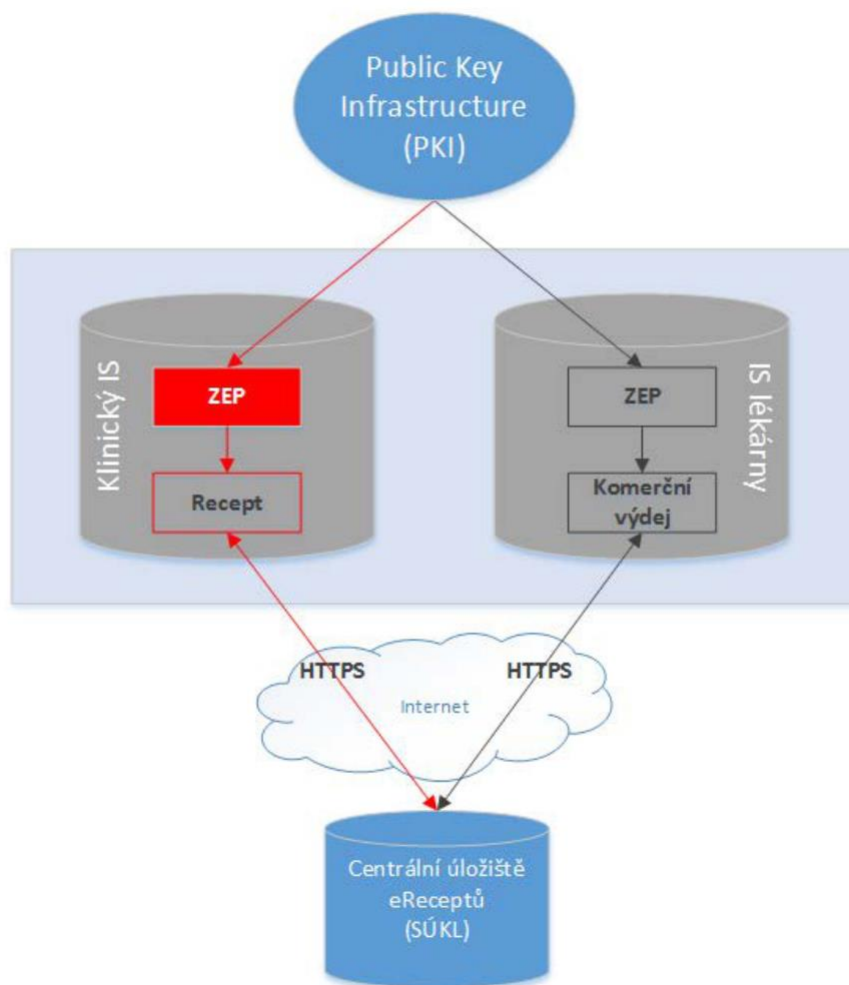 Public Key
Infrastructure
(PKI)
Klinický IS
ZEP
Recept
ZEP
Komerční
výdej
IS lékárny
HTTPS
HTTPS
Internet
Centrální úložiště
eReceptů
(SÚKL)